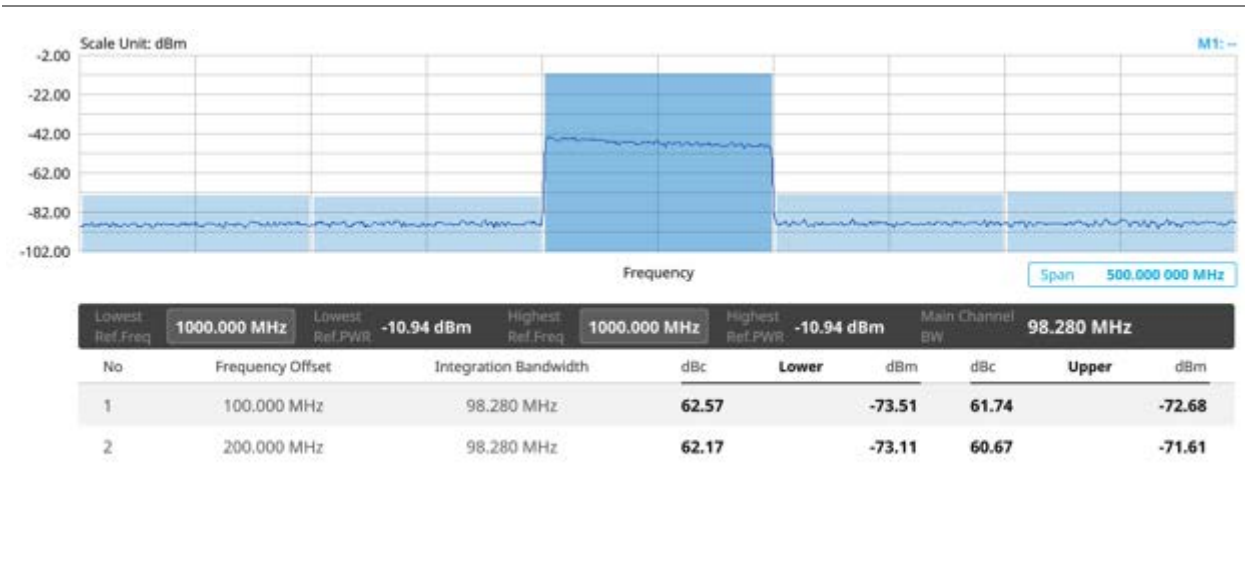 Scale Unit: dBm
M1: --
-2.00
-22.00
-42.00
-62.00
-82.00
-102.00
Frequency
Span 500.000 000 MHz
Lowest Ref.Freq 1000.000 MHz Lowest Ref.PWR -10.94 dBm Highest Ref.Freq 1000.000 MHz Highest Ref.PWR -10.94 dBm Main Channel BW 98.280 MHz
No Frequency Offset Integration Bandwidth dBc Lower dBm dBc Upper dBm
1 100.000 MHz 98.280 MHz 62.57 -73.51 61.74 -72.68
2 200.000 MHz 98.280 MHz 62.17 -73.11 60.67 -71.61